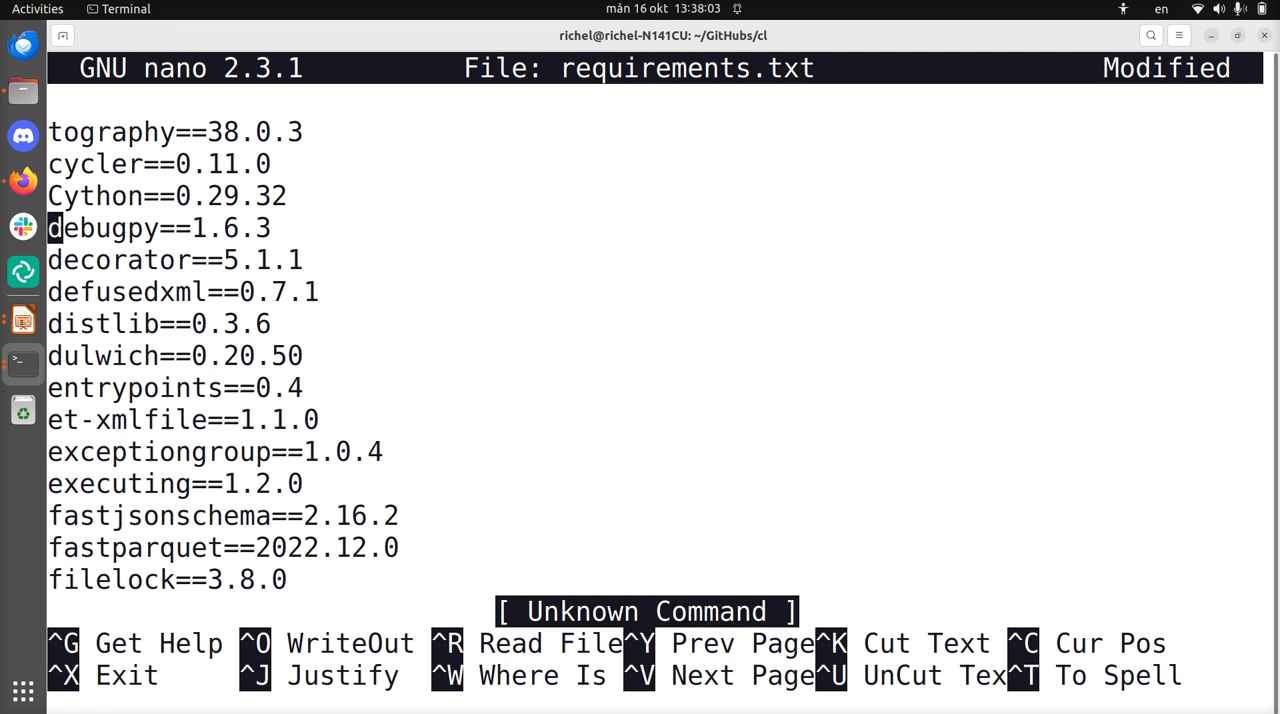 Activities Terminal mån 16 okt 13:38:03 en
richel@richel-N141CU: ~/GitHubs/cl
GNU nano 2.3.1 File: requirements.txt Modified
tography==38.0.3
cycler==0.11.0
Cython==0.29.32
debugpy==1.6.3
decorator==5.1.1
defusedxml==0.7.1
distlib==0.3.6
dulwich==0.20.50
entrypoints==0.4
et-xmlfile==1.1.0
exceptiongroup==1.0.4
executing==1.2.0
fastjsonschema==2.16.2
fastparquet==2022.12.0
filelock==3.8.0
[ Unknown Command ]
^G Get Help ^O WriteOut ^R Read File^Y Prev Page^K Cut Text ^C Cur Pos
^X Exit ^J Justify ^W Where Is ^V Next Page^U UnCut Tex^T To Spell